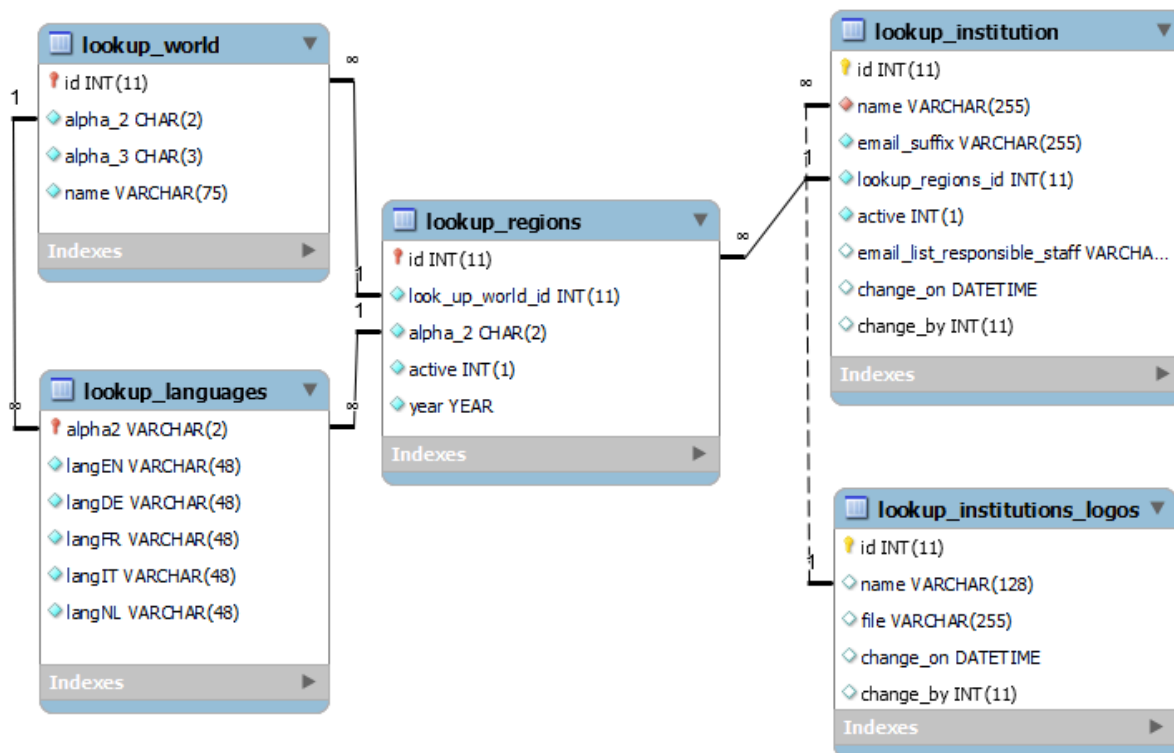 lookup_world
id INT(11)
alpha_2 CHAR(2)
alpha_3 CHAR(3)
name VARCHAR(75)
Indexes
1
∞
∞
1
1
∞
lookup_languages
alpha2 VARCHAR(2)
langEN VARCHAR(48)
langDE VARCHAR(48)
langFR VARCHAR(48)
langIT VARCHAR(48)
langNL VARCHAR(48)
Indexes
lookup_regions
id INT(11)
look_up_world_id INT(11)
alpha_2 CHAR(2)
active INT(1)
year YEAR
Indexes
∞
∞
1
1
lookup_institution
id INT(11)
name VARCHAR(255)
email_suffix VARCHAR(255)
lookup_regions_id INT(11)
active INT(1)
email_list_responsible_staff VARCHA...
change_on DATETIME
change_by INT(11)
Indexes
lookup_institutions_logos
id INT(11)
name VARCHAR(128)
file VARCHAR(255)
change_on DATETIME
change_by INT(11)
Indexes